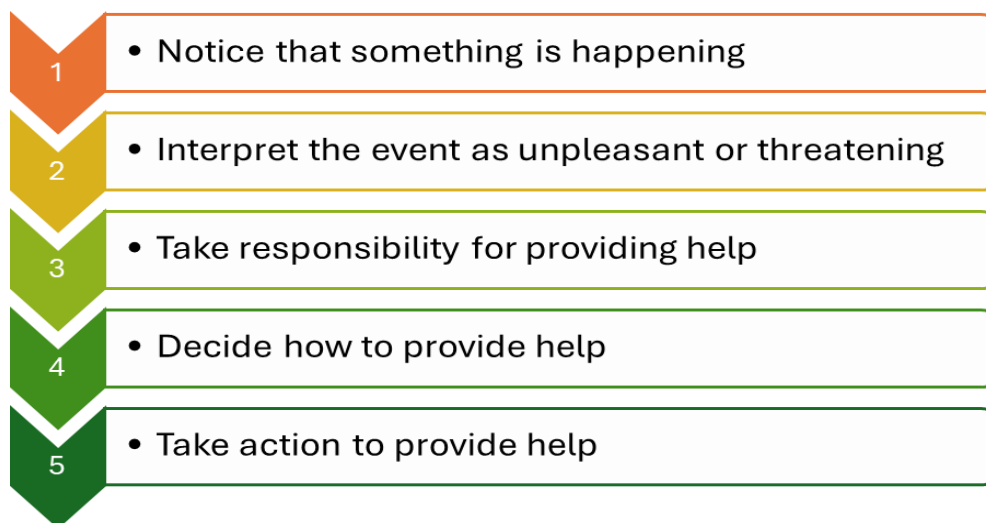 1 • Notice that something is happening
2 • Interpret the event as unpleasant or threatening
3 • Take responsibility for providing help
4 • Decide how to provide help
5 • Take action to provide help